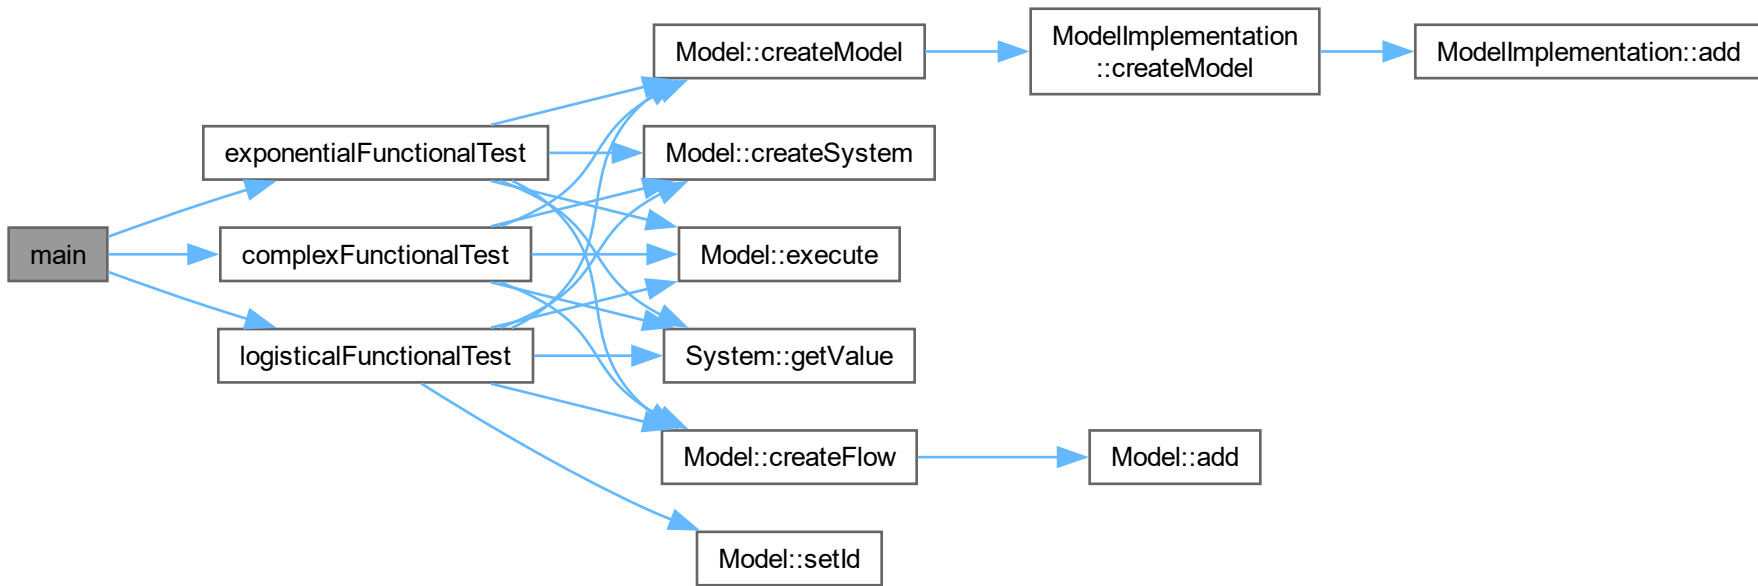 main
exponentialFunctionalTest
complexFunctionalTest
logisticalFunctionalTest
Model::createModel
Model::createSystem
Model::execute
System::getValue
Model::createFlow
Model::setId
ModelImplementation
::createModel
Model::add
ModelImplementation::add